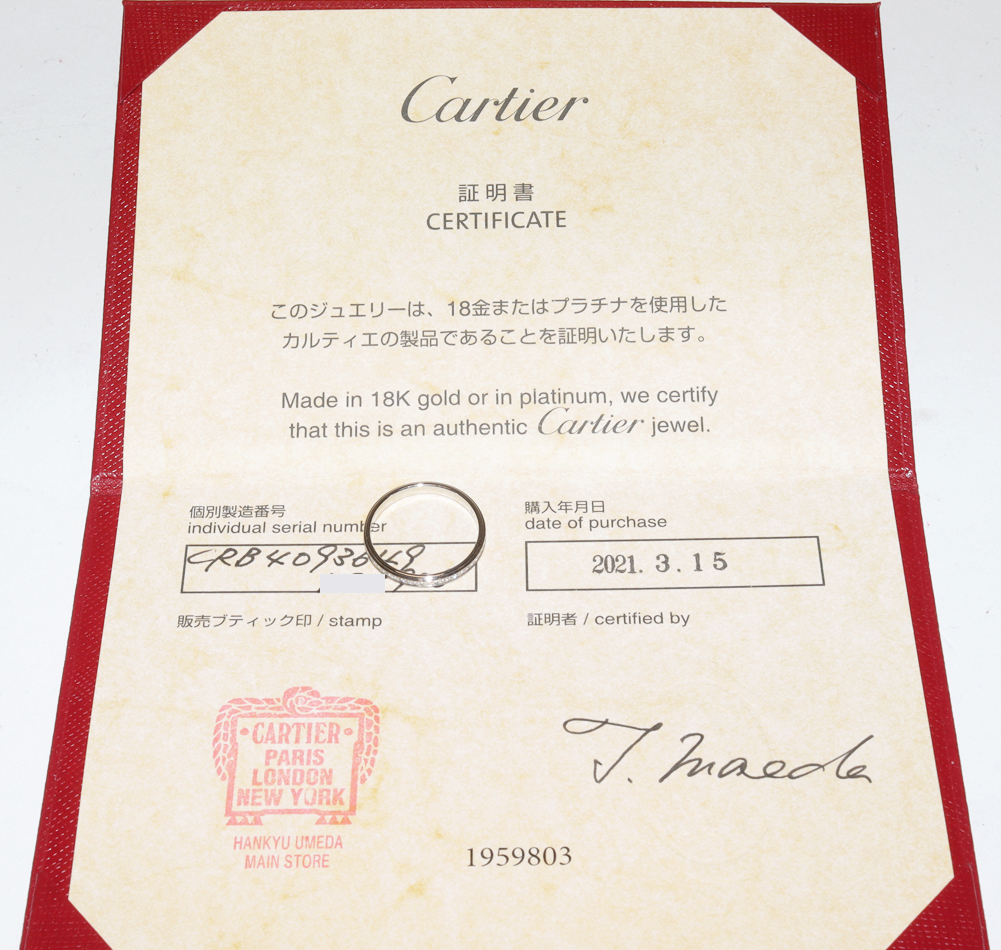 Cartier
証明書
CERTIFICATE
このジュエリーは、18金またはプラチナを使用した
カルティエの製品であることを証明いたします。
Made in 18K gold or in platinum, we certify
that this is an authentic Cartier jewel.
個別製造番号
individual serial number
CRB4093649
購入年月日
date of purchase
2021. 3. 15
販売ブティック印 / stamp
証明者 / certified by
CARTIER
PARIS
LONDON
NEW YORK
HANKYU UMEDA
MAIN STORE
T. Maeda
1959803